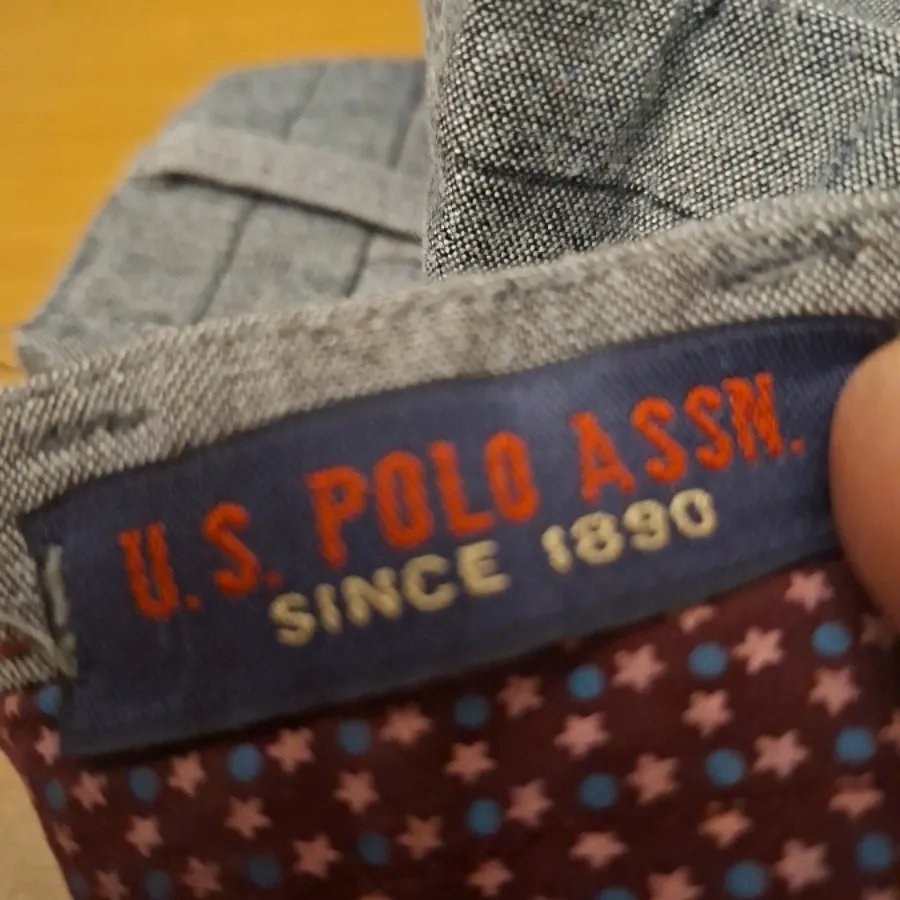 U.S. POLO ASSN.
SINCE 1890